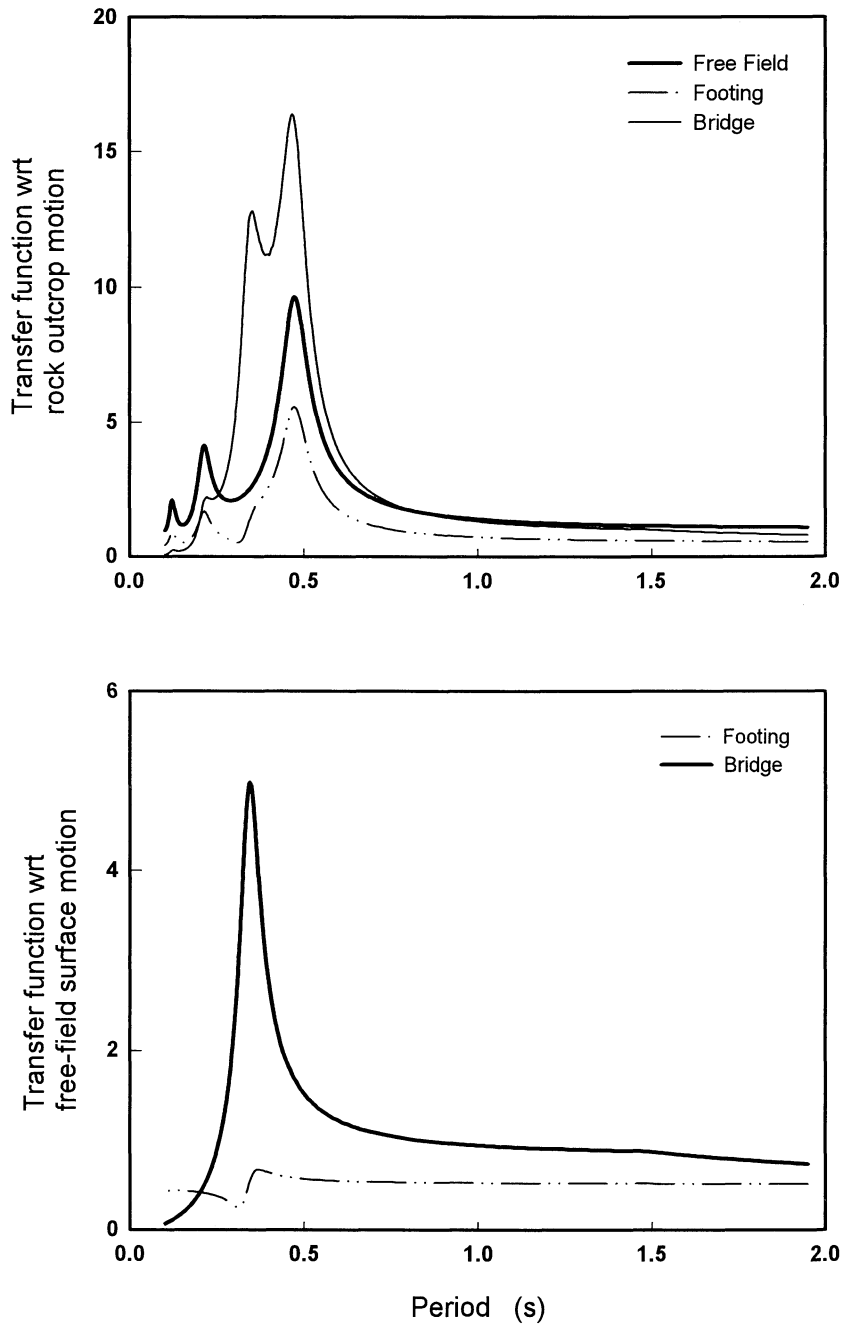 20
15
10
5
0
Transfer function wrt
rock outcrop motion
Free Field
Footing
Bridge
0.0 0.5 1.0 1.5 2.0
6
4
2
0
Transfer function wrt
free-field surface motion
Footing
Bridge
0.0 0.5 1.0 1.5 2.0
Period (s)